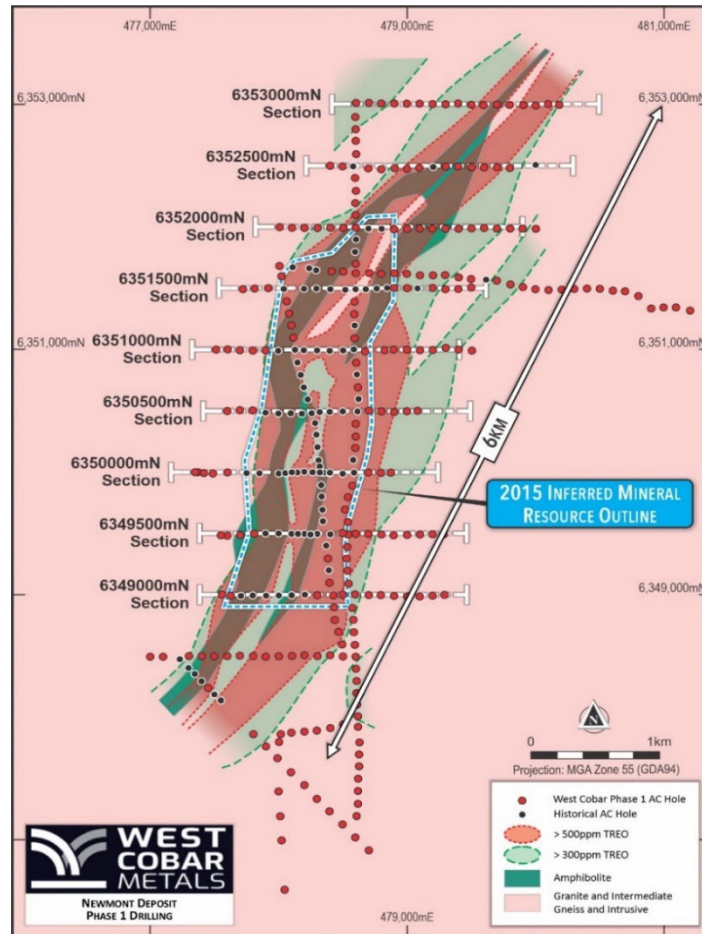 477,000mE
479,000mE
481,000mE
6,353,000mN
6353000mN
Section
6,353,000mN
6352500mN
Section
6352000mN
Section
6351500mN
Section
6,351,000mN
6351000mN
Section
6,351,000mN
6350500mN
Section
6KM
6350000mN
Section
2015 INFERRED MINERAL
RESOURCE OUTLINE
6349500mN
Section
6349000mN
Section
6,349,000mN
N
0
1km
Projection: MGA Zone 55 (GDA94)
West Cobar Phase 1 AC Hole
Historical AC Hole
> 500ppm TREO
> 300ppm TREO
Amphibolite
Granite and Intermediate
Gneiss and Intrusive
WEST
COBAR
METALS
NEWMONT DEPOSIT
PHASE 1 DRILLING
479,000mE